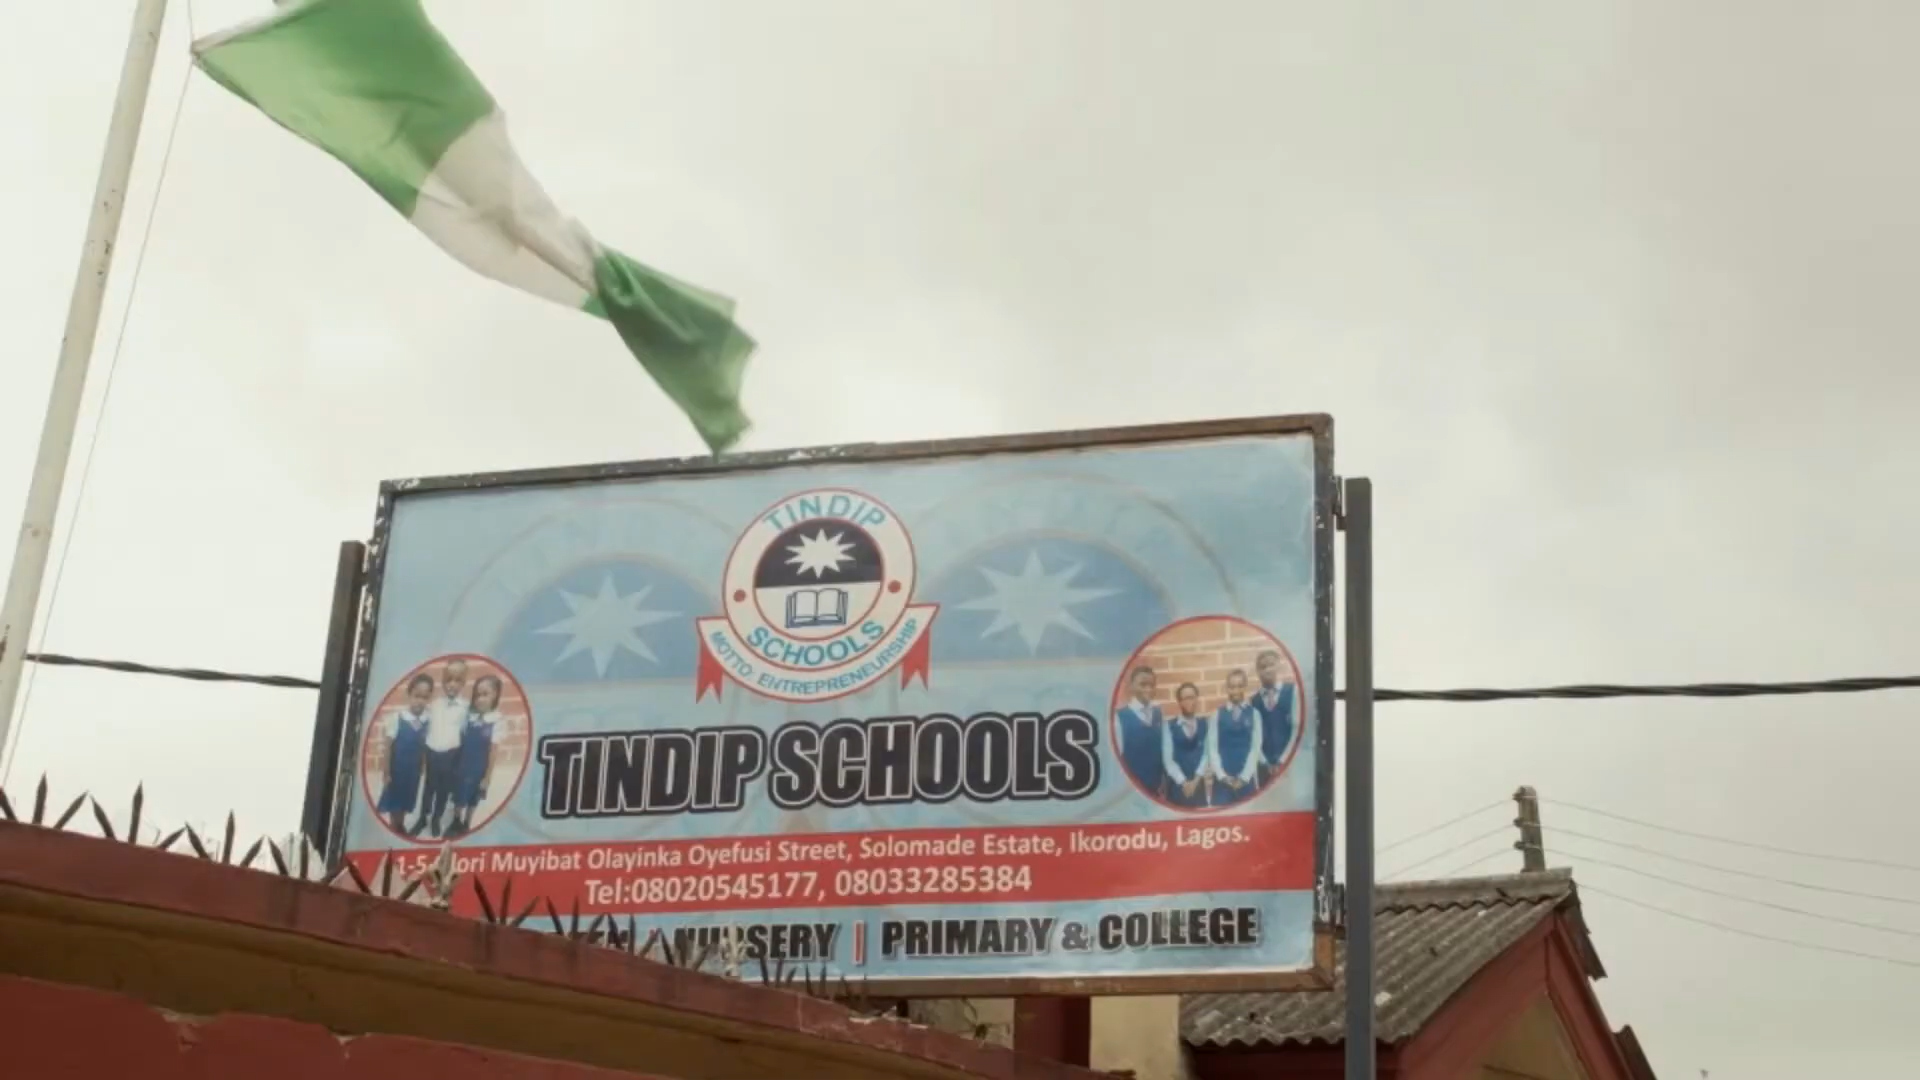 TINDIP
SCHOOLS
MOTTO: ENTREPRENEURSHIP
TINDIP SCHOOLS
Muyibat Olayinka Oyefusi Street, Solomade Estate, Ikorodu, Lagos.
Tel:08020545177, 08033285384
NURSERY | PRIMARY & COLLEGE